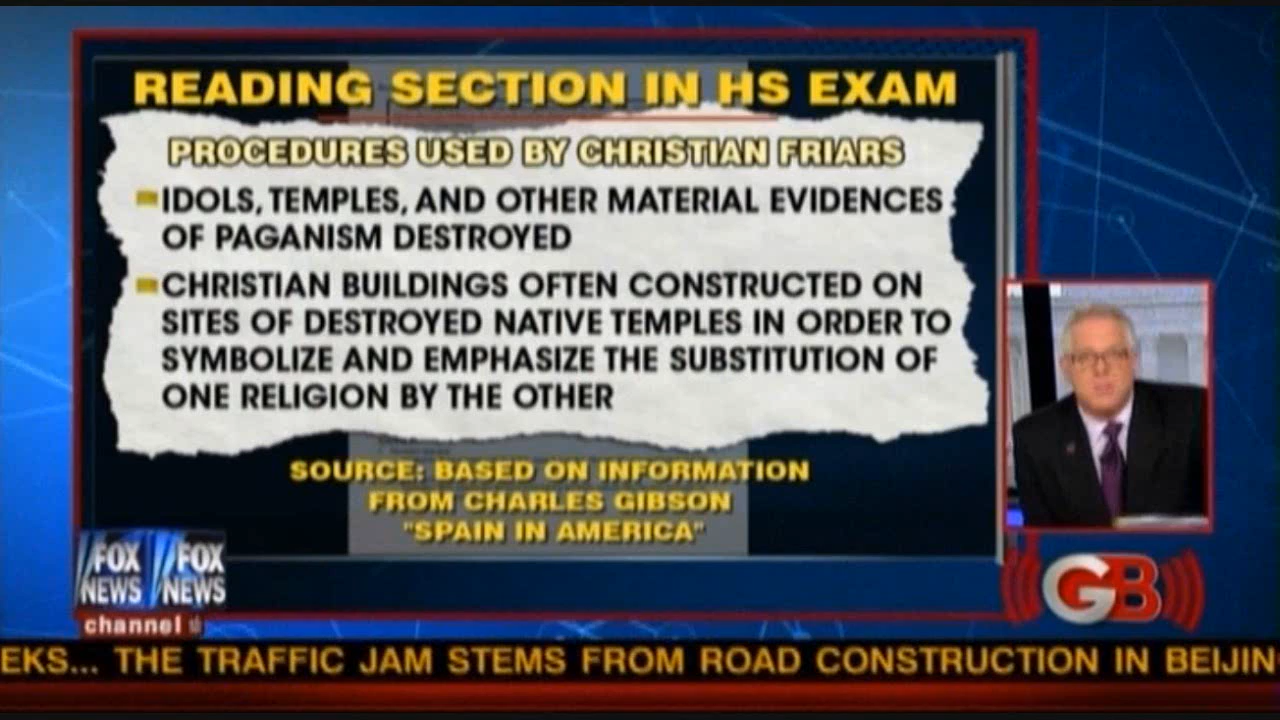 READING SECTION IN HS EXAM
PROCEDURES USED BY CHRISTIAN FRIARS
IDOLS, TEMPLES, AND OTHER MATERIAL EVIDENCES
OF PAGANISM DESTROYED
CHRISTIAN BUILDINGS OFTEN CONSTRUCTED ON
SITES OF DESTROYED NATIVE TEMPLES IN ORDER TO
SYMBOLIZE AND EMPHASIZE THE SUBSTITUTION OF
ONE RELIGION BY THE OTHER
SOURCE: BASED ON INFORMATION
FROM CHARLES GIBSON
"SPAIN IN AMERICA"
FOX FOX
NEWS NEWS
channel
GB
EKS... THE TRAFFIC JAM STEMS FROM ROAD CONSTRUCTION IN BEIJIN